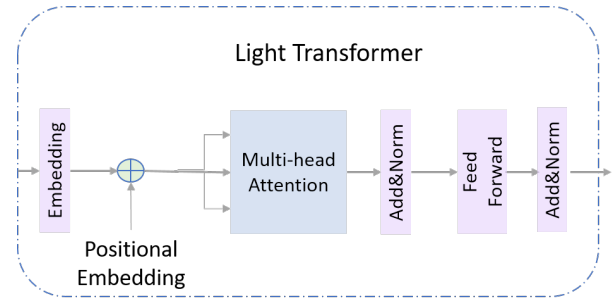 Light Transformer
Embedding
Positional
Embedding
Multi-head
Attention
Add&Norm
Feed
Forward
Add&Norm